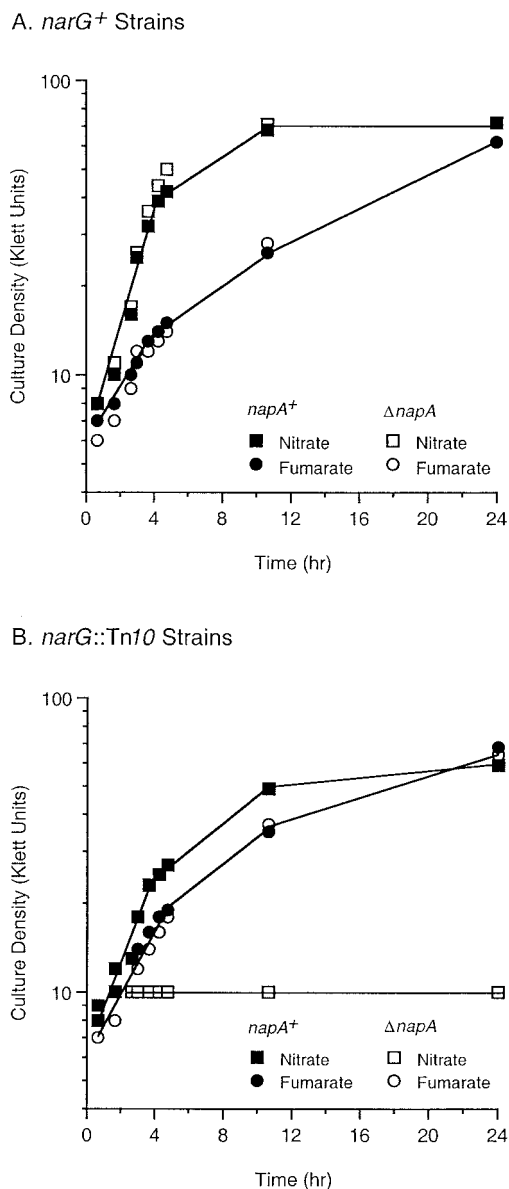 A. narG+ Strains
100
10
Culture Density (Klett Units)
napA+ ΔnapA
Nitrate Nitrate
Fumarate Fumarate
0 4 8 12 16 20 24
Time (hr)
B. narG::Tn10 Strains
100
10
Culture Density (Klett Units)
napA+ ΔnapA
Nitrate Nitrate
Fumarate Fumarate
0 4 8 12 16 20 24
Time (hr)